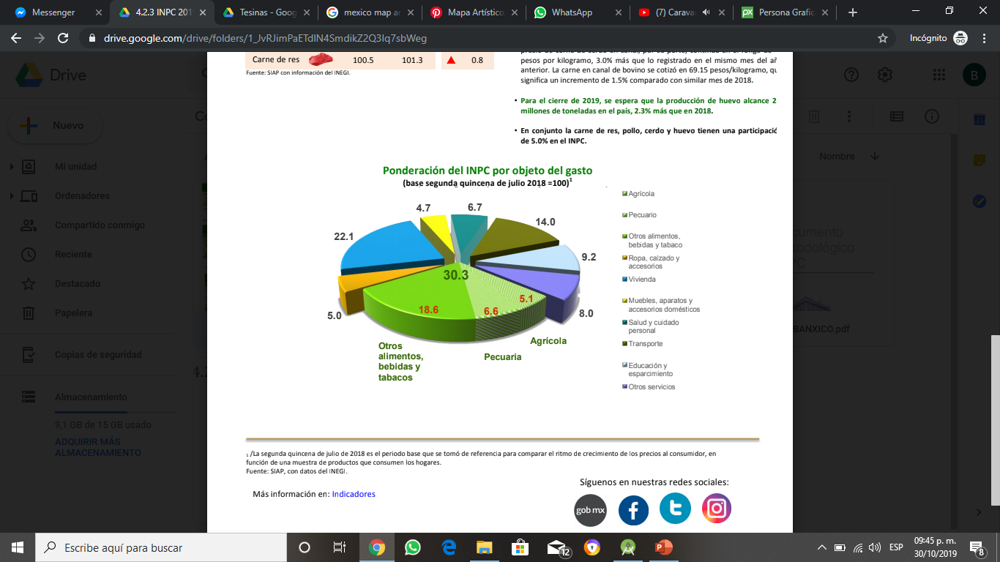 Messenger
4.2.3 INPC 201
Tesinas - Goog
mexico map ar
Mapa Artístico
WhatsApp
(7) Carava
Persona Grafic
drive.google.com/drive/folders/1_JvRJimPaETdIN4SmdikZ2Q3Iq7sbWeg
Incógnito
Drive
B
Nuevo
Mi unidad
Ordenadores
Compartido conmigo
Reciente
Destacado
Papelera
Copias de seguridad
Almacenamiento
9,1 GB de 15 GB usado
ADQUIRIR MÁS
ALMACENAMIENTO
Nombre
BANXICO.pdf
Carne de res 100.5 101.3 0.8
Fuente: SIAP con información del INEGI.
pesos por kilogramo, 3.0% más que lo registrado en el mismo mes del añ
anterior. La carne en canal de bovino se cotizó en 69.15 pesos/kilogramo, qu
significa un incremento de 1.5% comparado con similar mes de 2018.
• Para el cierre de 2019, se espera que la producción de huevo alcance 2
millones de toneladas en el país, 2.3% más que en 2018.
• En conjunto la carne de res, pollo, cerdo y huevo tienen una participació
de 5.0% en el INPC.
Ponderación del INPC por objeto del gasto
(base segunda quincena de julio 2018 =100)1
4.7
6.7
14.0
22.1
9.2
30.3
5.1
18.6
6.6
5.0
8.0
Agrícola
Pecuaria
Otros
alimentos,
bebidas y
tabacos
Agrícola
Pecuario
Otros alimentos,
bebidas y tabaco
Ropa, calzado y
accesorios
Vivienda
Muebles, aparatos y
accesorios domésticos
Salud y cuidado
personal
Transporte
Educación y
esparcimiento
Otros servicios
1 /La segunda quincena de julio de 2018 es el periodo base que se tomó de referencia para comparar el ritmo de crecimiento de los precios al consumidor, en
función de una muestra de productos que consumen los hogares.
Fuente: SIAP, con datos del INEGI.
Más información en: Indicadores
Síguenos en nuestras redes sociales:
gob mx
Escribe aquí para buscar
12
ESP
09:45 p. m.
30/10/2019
8